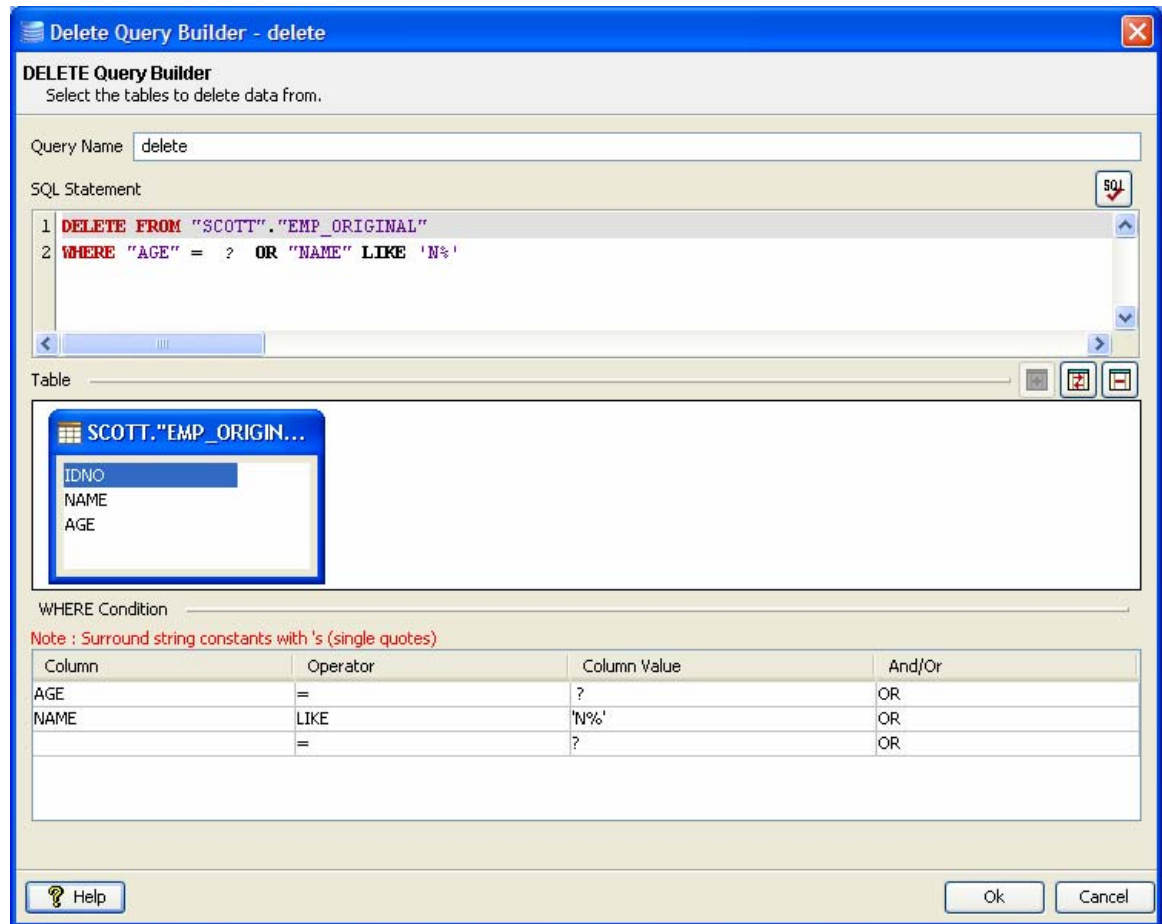 Delete Query Builder - delete
DELETE Query Builder
Select the tables to delete data from.
Query Name delete
SQL Statement
SQL
1 DELETE FROM "SCOTT"."EMP_ORIGINAL"
2 WHERE "AGE" = ? OR "NAME" LIKE 'N%'
Table
SCOTT."EMP_ORIGIN...
IDNO
NAME
AGE
WHERE Condition
Note : Surround string constants with 's (single quotes)
Column Operator Column Value And/Or
AGE = ? OR
NAME LIKE 'N%' OR
= ? OR
Help Ok Cancel